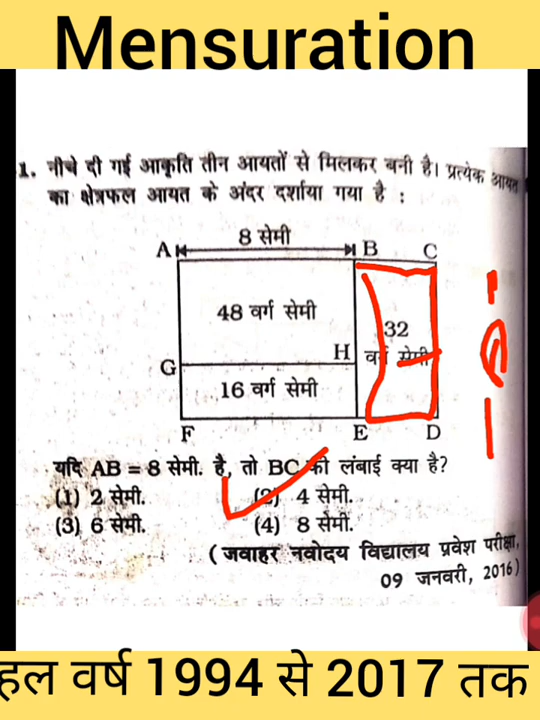 Mensuration
1. नीचे दी गई आकृति तीन आयतों से मिलकर बनी है। प्रत्येक आयत
का क्षेत्रफल आयत के अंदर दर्शाया गया है :
8 सेमी
A B C
48 वर्ग सेमी
32
वर्ग सेमी
G H
16 वर्ग सेमी
F E D
यदि AB = 8 सेमी. है, तो BC की लंबाई क्या है?
(1) 2 सेमी. (2) 4 सेमी.
(3) 6 सेमी. (4) 8 सेमी.
(जवाहर नवोदय विद्यालय प्रवेश परीक्षा,
09 जनवरी, 2016)
हल वर्ष 1994 से 2017 तक